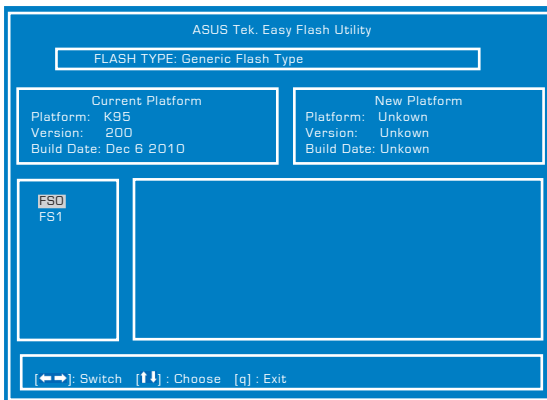 ASUS Tek. Easy Flash Utility
FLASH TYPE: Generic Flash Type
Current Platform
Platform: K95
Version: 200
Build Date: Dec 6 2010
New Platform
Platform: Unkown
Version: Unkown
Build Date: Unkown
FS0
FS1
[←→]: Switch [↑↓] : Choose [q] : Exit